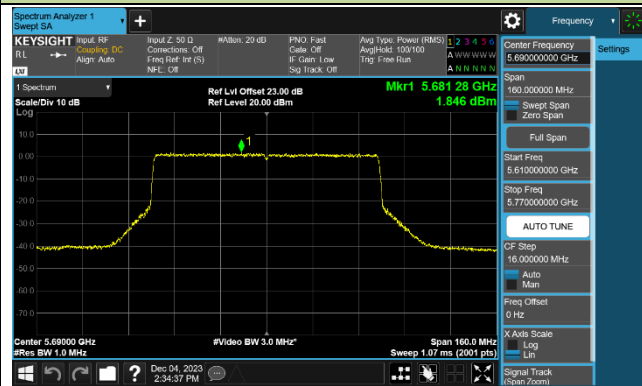 Spectrum Analyzer 1
Swept SA
Frequency
KEYSIGHT
RL
LXI
Input: RF
Coupling: DC
Align: Auto
Input Z: 50 Ω
Corrections: Off
Freq Ref: Int (S)
NFE: Off
#Atten: 20 dB
PNO: Fast
Gate: Off
IF Gain: Low
Sig Track: Off
Avg Type: Power (RMS)
Avg|Hold: 100/100
Trig: Free Run
1 2 3 4 5 6
A W W W W W
A N N N N N
1 Spectrum
Scale/Div 10 dB
Log
Ref Lvl Offset 23.00 dB
Ref Level 20.00 dBm
Mkr1 5.681 28 GHz
1.846 dBm
10.0
0.00
-10.0
-20.0
-30.0
-40.0
-50.0
-60.0
-70.0
1
Center 5.69000 GHz
#Res BW 1.0 MHz
#Video BW 3.0 MHz*
Span 160.0 MHz
Sweep 1.07 ms (2001 pts)
Dec 04, 2023
2:34:37 PM
Center Frequency
5.690000000 GHz
Span
160.000000 MHz
Swept Span
Zero Span
Full Span
Start Freq
5.610000000 GHz
Stop Freq
5.770000000 GHz
AUTO TUNE
CF Step
16.000000 MHz
Auto
Man
Freq Offset
0 Hz
X Axis Scale
Log
Lin
Signal Track
(Span Zoom)
Settings